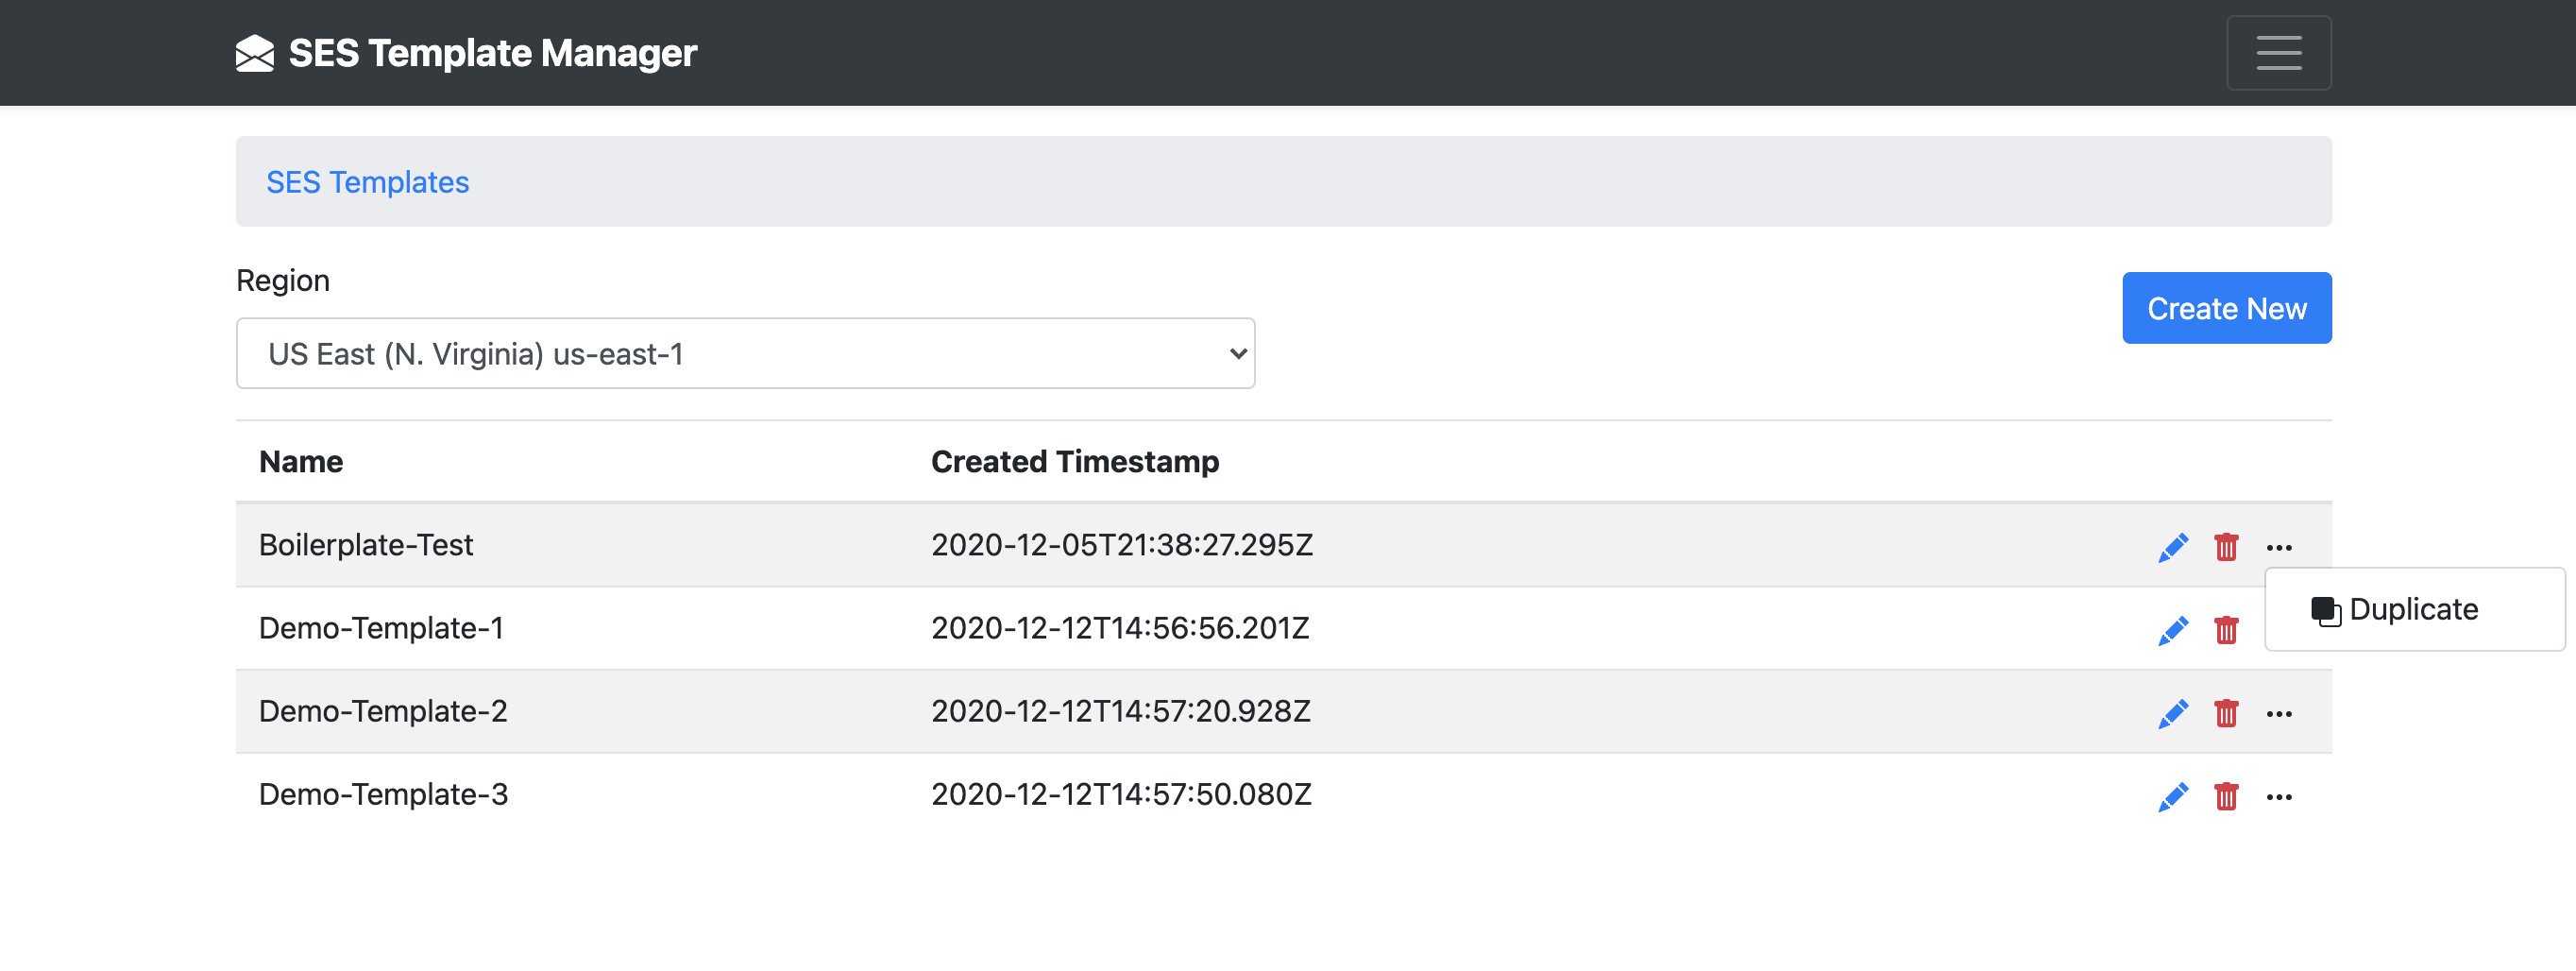 SES Template Manager
SES Templates
Region
Create New
US East (N. Virginia) us-east-1
Name Created Timestamp
Boilerplate-Test 2020-12-05T21:38:27.295Z
Duplicate
Demo-Template-1 2020-12-12T14:56:56.201Z
Demo-Template-2 2020-12-12T14:57:20.928Z
Demo-Template-3 2020-12-12T14:57:50.080Z